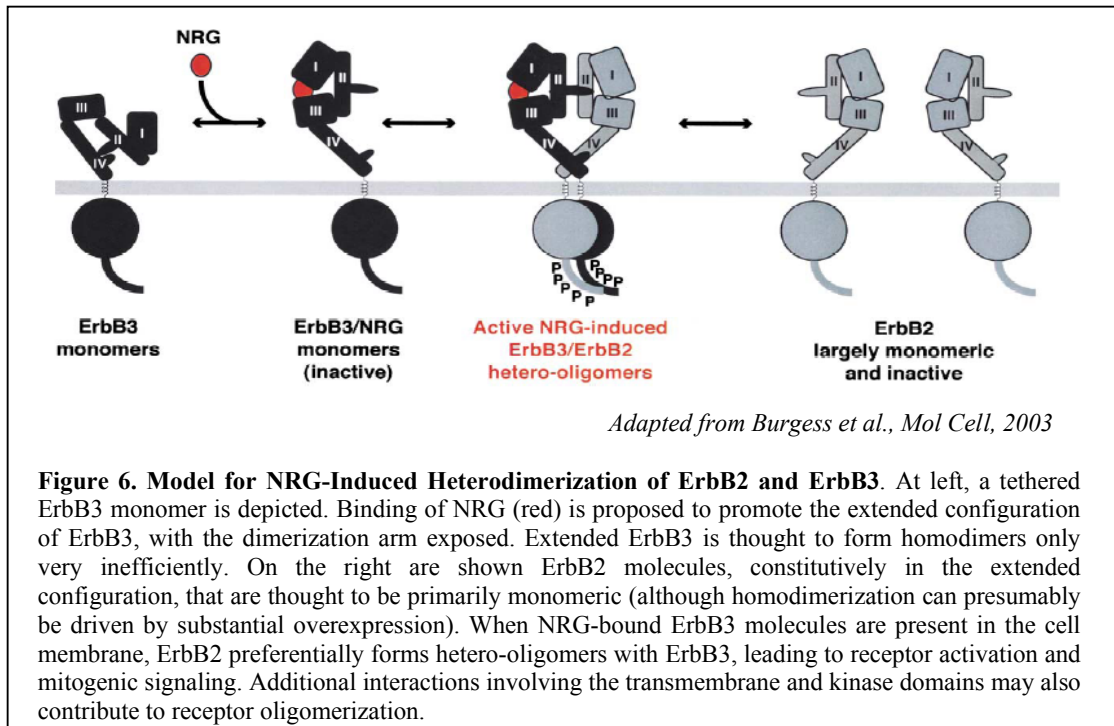 NRG
I
II
III
IV
III
II
I
IV
I
II
II
I
III
III
IV
IV
II
I
III
IV
II
I
III
IV
P
P
P
P
P
P
P
P
ErbB3
monomers
ErbB3/NRG
monomers
(inactive)
Active NRG-induced
ErbB3/ErbB2
hetero-oligomers
ErbB2
largely monomeric
and inactive
Adapted from Burgess et al., Mol Cell, 2003
Figure 6. Model for NRG-Induced Heterodimerization of ErbB2 and ErbB3. At left, a tethered
ErbB3 monomer is depicted. Binding of NRG (red) is proposed to promote the extended configuration
of ErbB3, with the dimerization arm exposed. Extended ErbB3 is thought to form homodimers only
very inefficiently. On the right are shown ErbB2 molecules, constitutively in the extended
configuration, that are thought to be primarily monomeric (although homodimerization can presumably
be driven by substantial overexpression). When NRG-bound ErbB3 molecules are present in the cell
membrane, ErbB2 preferentially forms hetero-oligomers with ErbB3, leading to receptor activation and
mitogenic signaling. Additional interactions involving the transmembrane and kinase domains may also
contribute to receptor oligomerization.